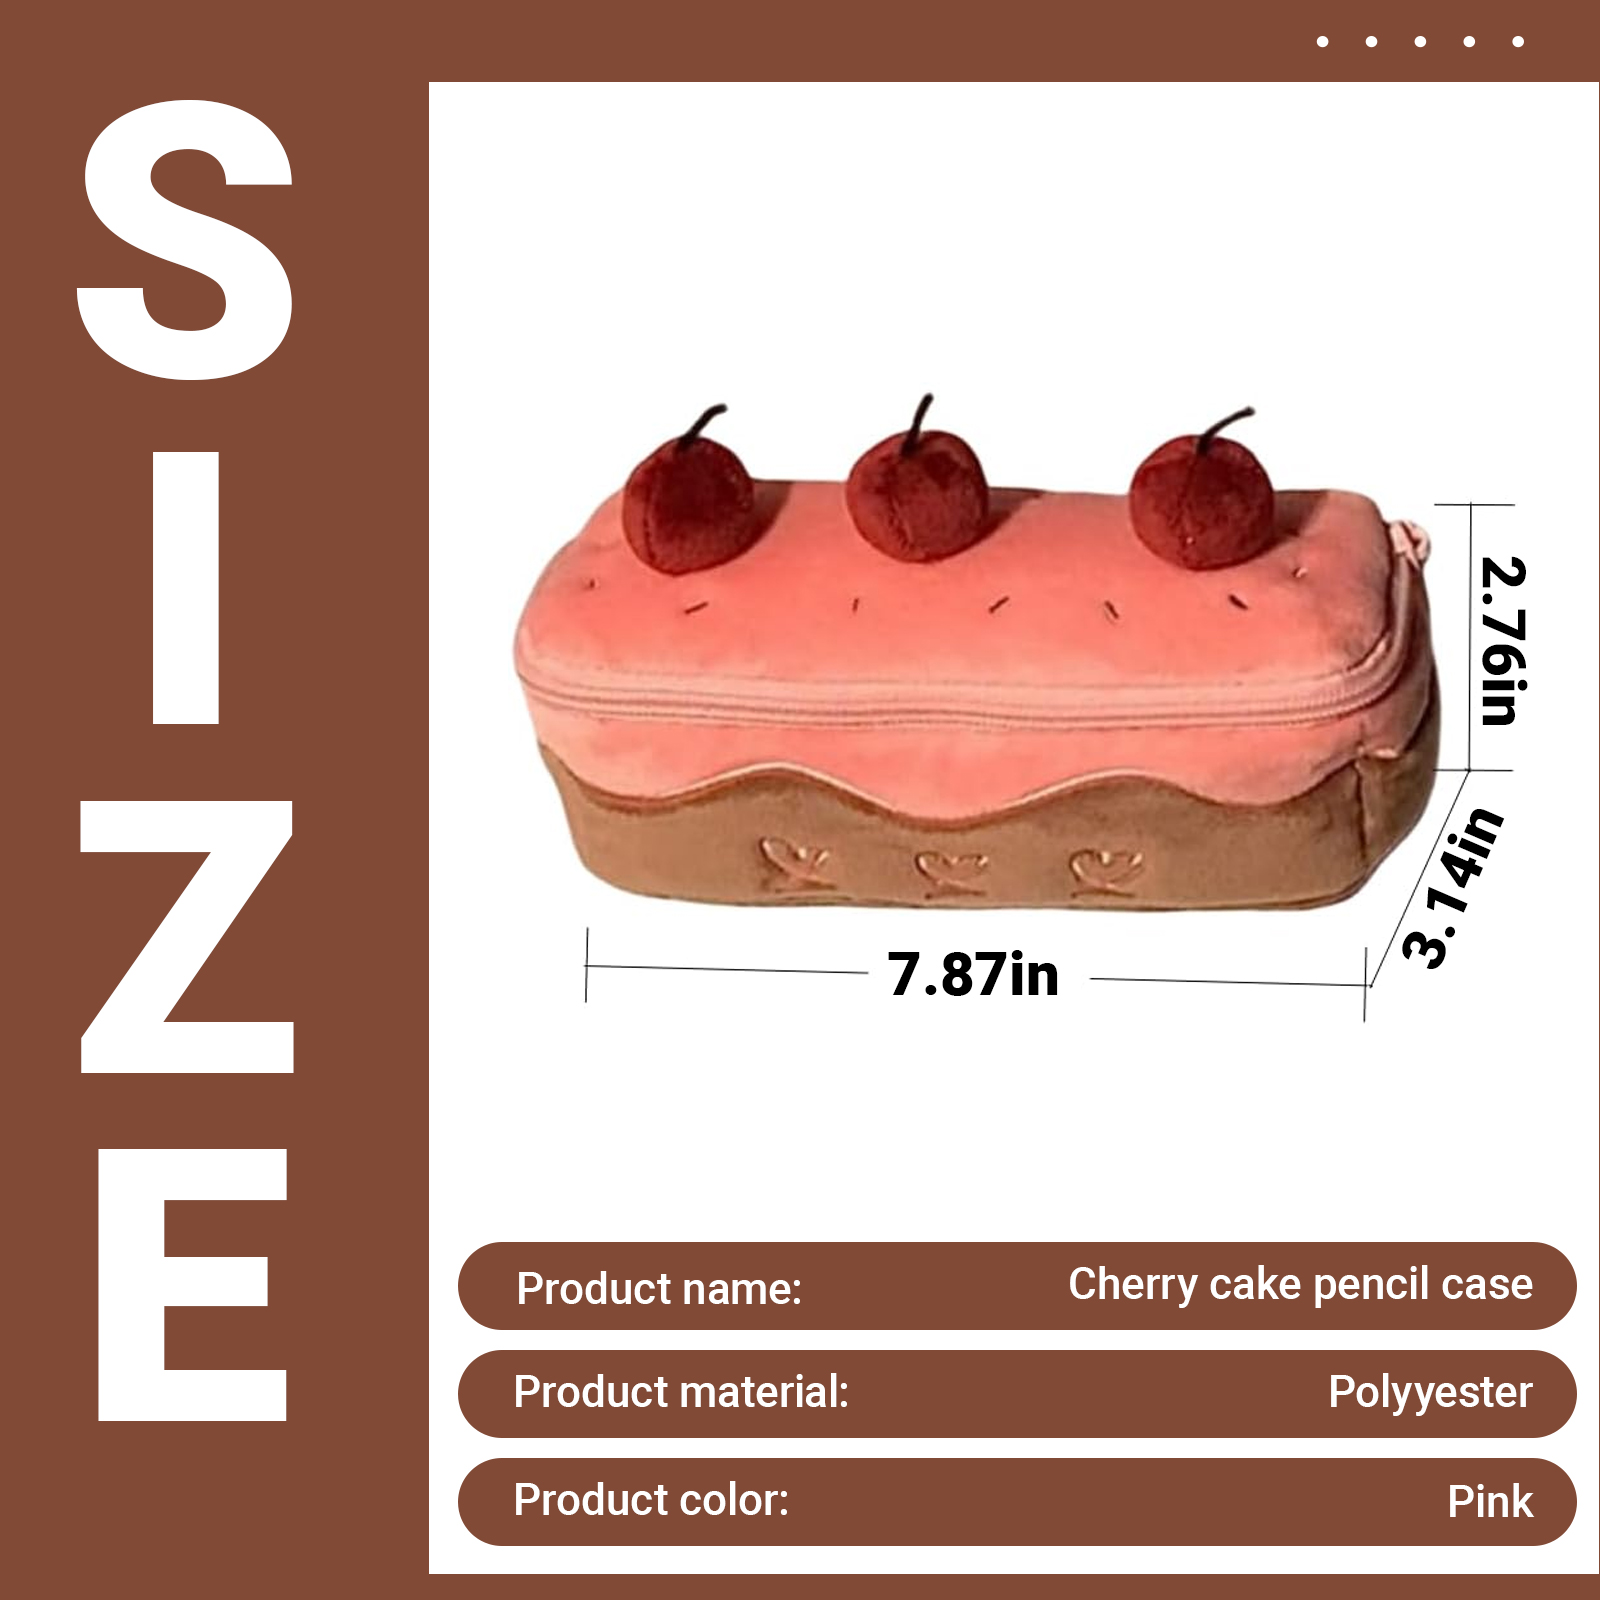 SIZE
2.76in
3.14in
7.87in
Product name: Cherry cake pencil case
Product material: Polyyester
Product color: Pink